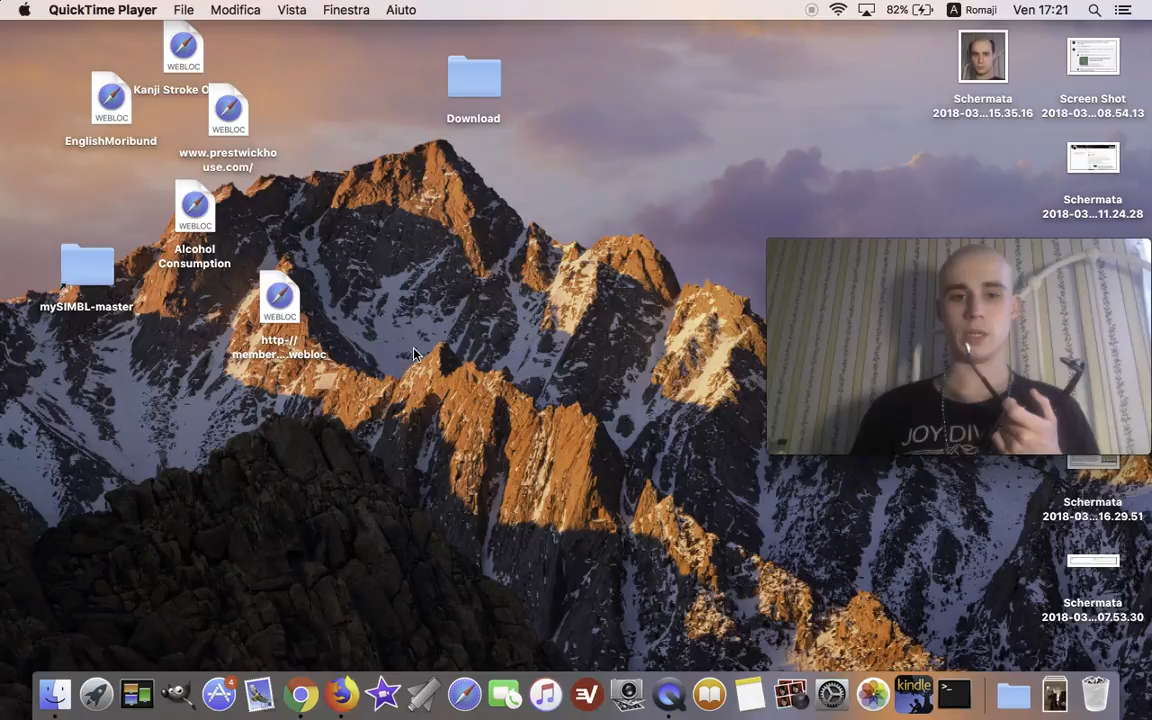 QuickTime Player File Modifica Vista Finestra Aiuto 82% A Romaji Ven 17:21
WEBLOC
Kanji Stroke O
WEBLOC
EnglishMoribund
WEBLOC
www.prestwickho
use.com/
WEBLOC
Alcohol
Consumption
mySIMBL-master
WEBLOC
http-//
member....webloc
Download
Schermata
2018-03...15.35.16
Screen Shot
2018-03...08.54.13
Schermata
2018-03...11.24.28
JOY DIV
Schermata
2018-03...16.29.51
Schermata
2018-03...07.53.30
4
kindle